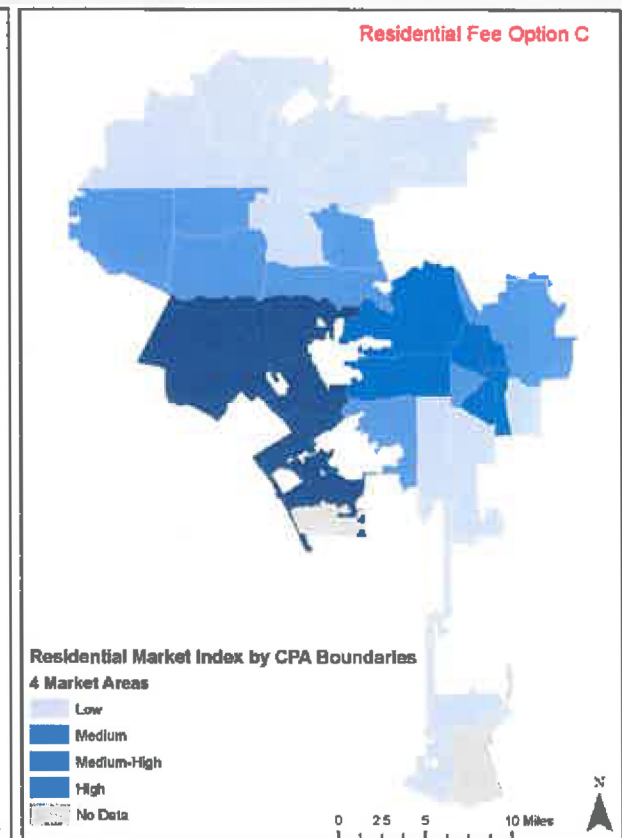 Residential Fee Option C
Residential Market Index by CPA Boundaries
4 Market Areas
Low
Medium
Medium-High
High
No Data
0 2.5 5 10 Miles
N